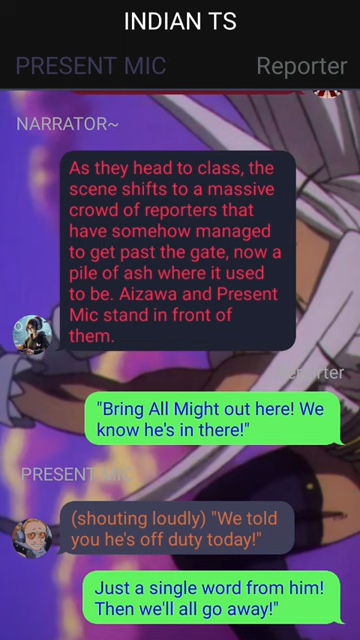 INDIAN TS
PRESENT MIC Reporter
NARRATOR~
As they head to class, the
scene shifts to a massive
crowd of reporters that
have somehow managed
to get past the gate, now a
pile of ash where it used
to be. Aizawa and Present
Mic stand in front of
them.
Reporter
"Bring All Might out here! We
know he's in there!"
PRESENT MIC
(shouting loudly) "We told
you he's off duty today!"
Just a single word from him!
Then we'll all go away!"